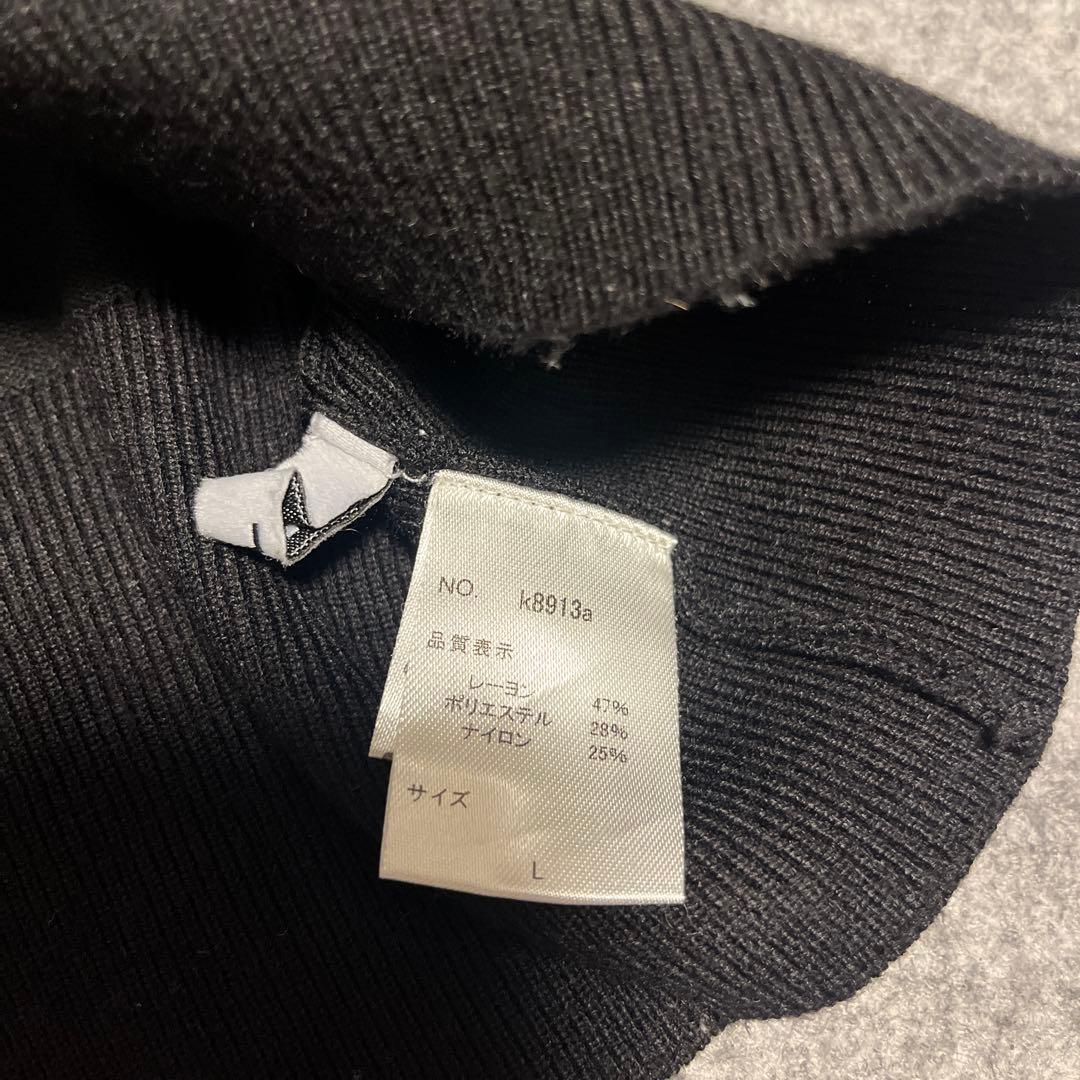 NO. k8913a
品質表示
レーヨン 47%
ポリエステル 28%
ナイロン 25%
サイズ
L